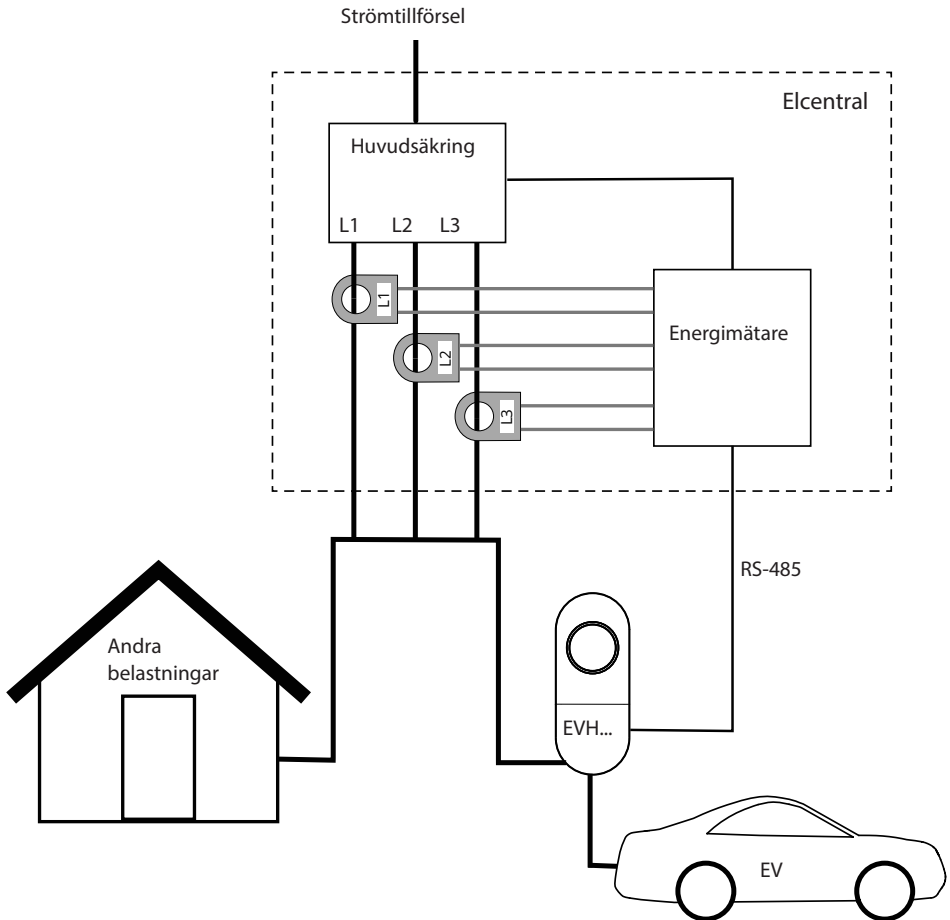 Strömtillförsel
Elcentral
Huvudsäkring
L1 L2 L3
L1
L2
L3
Energimätare
RS-485
Andra
belastningar
EVH...
EV